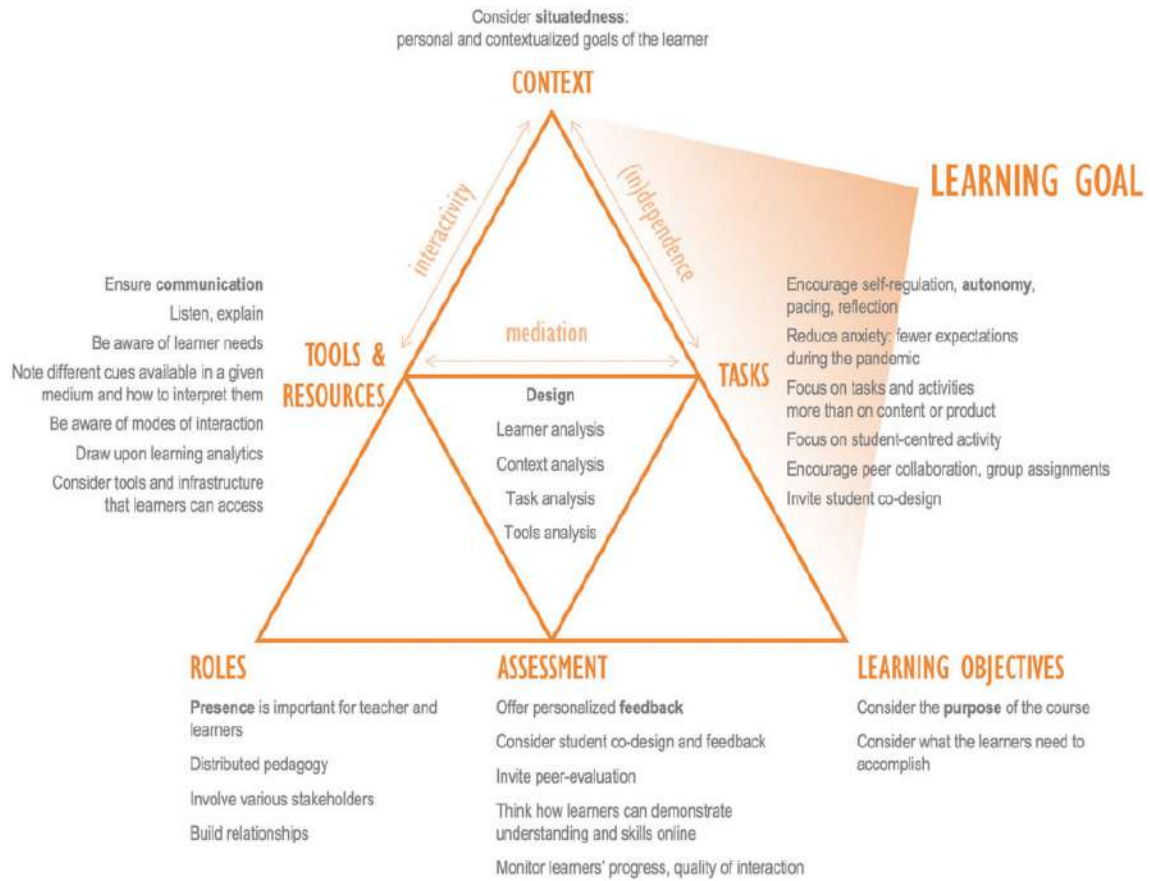 Consider situatedness:
personal and contextualized goals of the learner
CONTEXT
interactivity
(in)dependence
LEARNING GOAL
mediation
Ensure communication
Listen, explain
Be aware of learner needs
Note different cues available in a given
medium and how to interpret them
Be aware of modes of interaction
Draw upon learning analytics
Consider tools and infrastructure
that learners can access
TOOLS &
RESOURCES
Design
Learner analysis
Context analysis
Task analysis
Tools analysis
TASKS
Encourage self-regulation, autonomy,
pacing, reflection
Reduce anxiety: fewer expectations
during the pandemic
Focus on tasks and activities
more than on content or product
Focus on student-centred activity
Encourage peer collaboration, group assignments
Invite student co-design
ROLES
Presence is important for teacher and
learners
Distributed pedagogy
Involve various stakeholders
Build relationships
ASSESSMENT
Offer personalized feedback
Consider student co-design and feedback
Invite peer-evaluation
Think how learners can demonstrate
understanding and skills online
Monitor learners' progress, quality of interaction
LEARNING OBJECTIVES
Consider the purpose of the course
Consider what the learners need to
accomplish